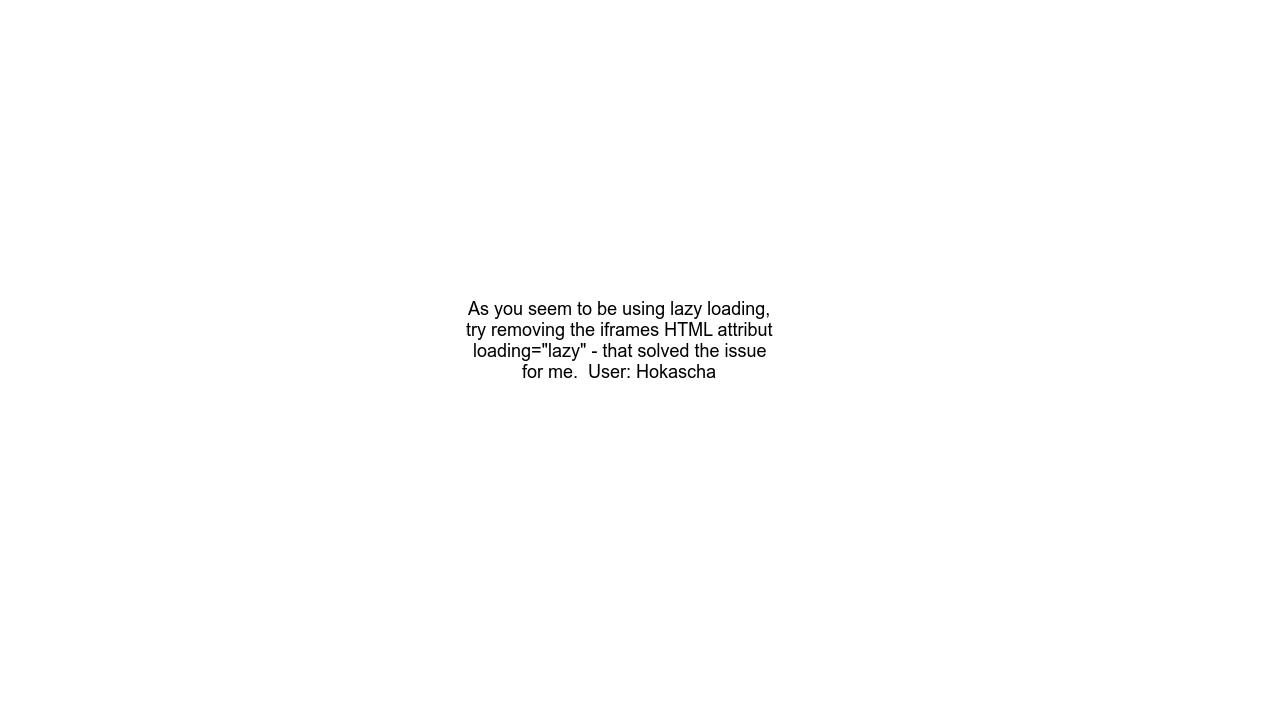 As you seem to be using lazy loading,
try removing the iframes HTML attribut
loading="lazy" - that solved the issue
for me.  User: Hokascha